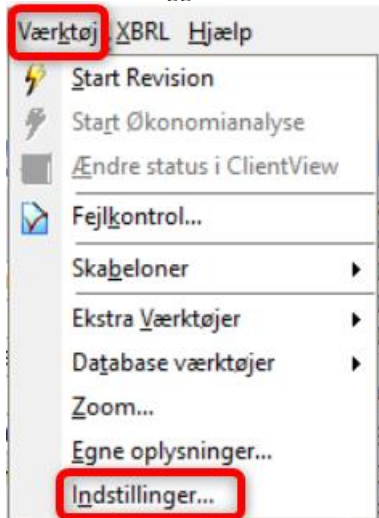 Værktøj XBRL Hjælp
Start Revision
Start Økonomianalyse
Ændre status i ClientView
Fejlkontrol...
Skabeloner
Ekstra Værktøjer
Database værktøjer
Zoom...
Egne oplysninger...
Indstillinger...